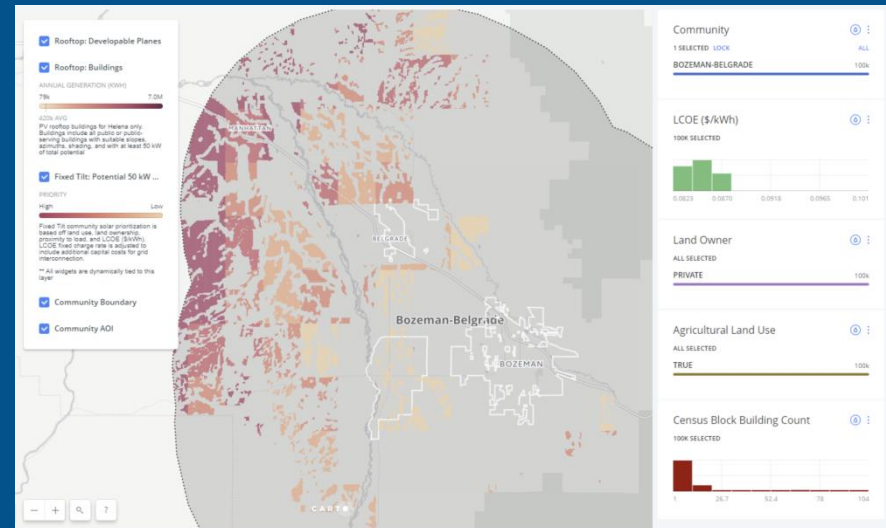 Rooftop: Developable Planes
Rooftop: Buildings
ANNUAL GENERATION (KWH)
79k 7.0M
420k AVG
PV rooftop buildings for Helena only.
Buildings include all public or public-
serving buildings with suitable slopes,
azimuths, shading, and with at least 50 kW
of total potential
Fixed Tilt: Potential 50 kW ...
PRIORITY
High Low
Fixed Tilt community solar prioritization is
based off land use, land ownership,
proximity to load, and LCOE ($/kWh).
LCOE fixed charge rate is adjusted to
include additional capital costs for grid
interconnection.
** All widgets are dynamically tied to this
layer
Community Boundary
Community AOI
MANHATTAN
BELGRADE
Bozeman-Belgrade
BOZEMAN
CARTO
− + ?
Community
1 SELECTED LOCK ALL
BOZEMAN-BELGRADE 100k
LCOE ($/kWh)
100K SELECTED
0.0823 0.0870 0.0918 0.0965 0.101
Land Owner
ALL SELECTED
PRIVATE 100k
Agricultural Land Use
ALL SELECTED
TRUE 100k
Census Block Building Count
100K SELECTED
1 26.7 52.4 78 104